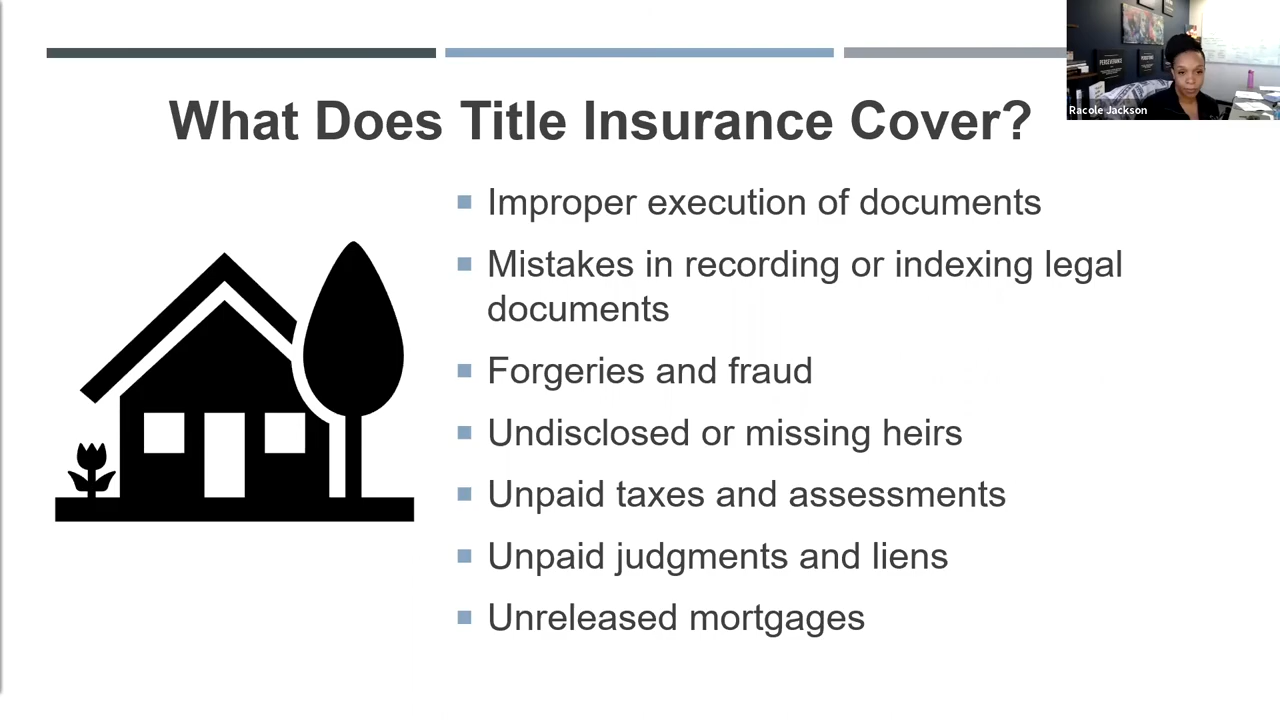 What Does Title Insurance Cover?
Racole Jackson
Improper execution of documents
Mistakes in recording or indexing legal
documents
Forgeries and fraud
Undisclosed or missing heirs
Unpaid taxes and assessments
Unpaid judgments and liens
Unreleased mortgages